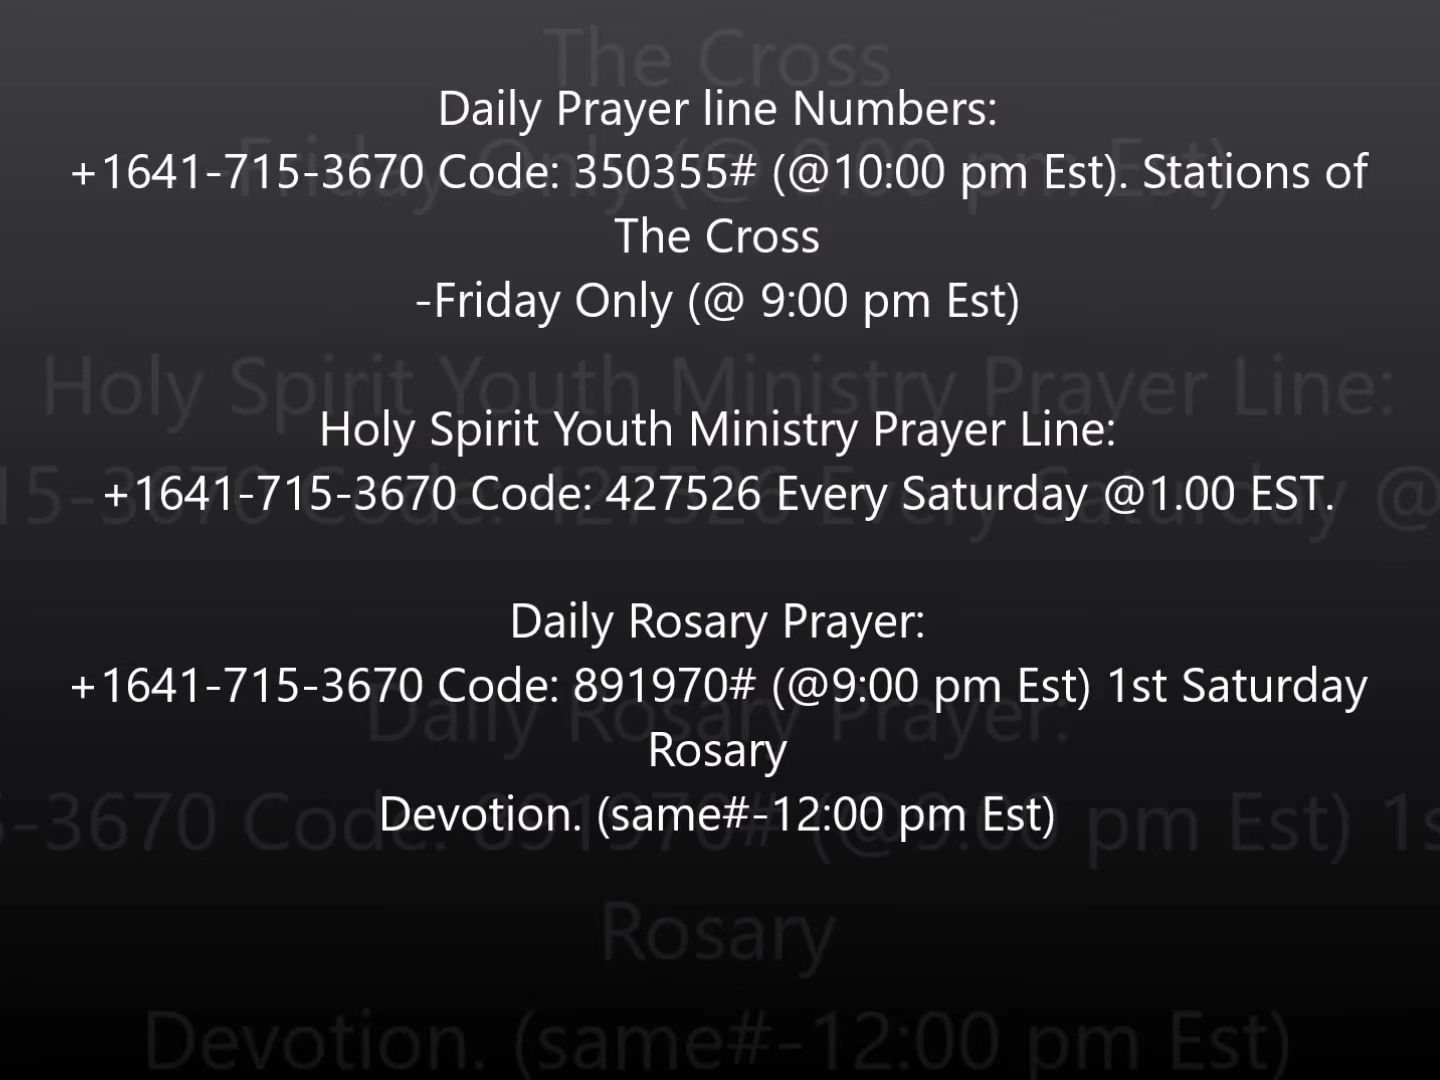 Daily Prayer line Numbers:
+1641-715-3670 Code: 350355# (@10:00 pm Est). Stations of
The Cross
-Friday Only (@ 9:00 pm Est)
Holy Spirit Youth Ministry Prayer Line:
+1641-715-3670 Code: 427526 Every Saturday @1.00 EST.
Daily Rosary Prayer:
+1641-715-3670 Code: 891970# (@9:00 pm Est) 1st Saturday
Rosary
Devotion. (same#-12:00 pm Est)